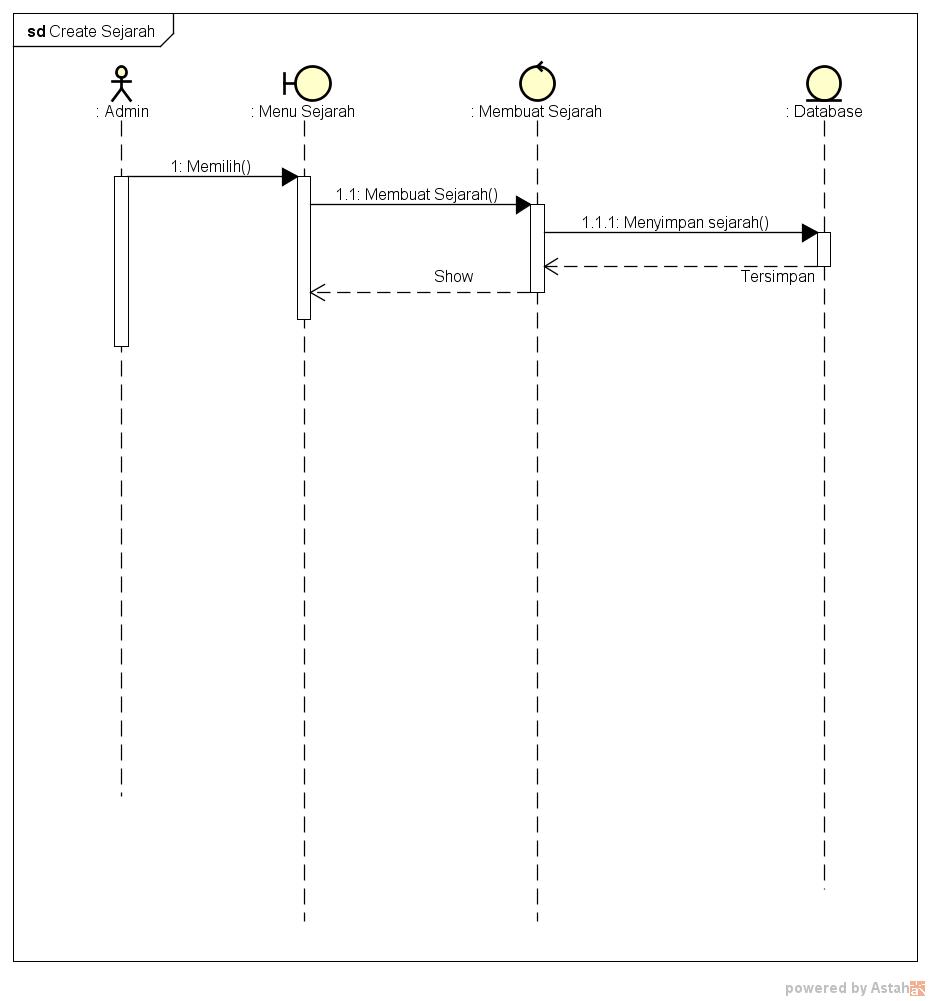 sd Create Sejarah
: Admin
: Menu Sejarah
: Membuat Sejarah
: Database
1: Memilih()
1.1: Membuat Sejarah()
1.1.1: Menyimpan sejarah()
Tersimpan
Show
powered by Astah